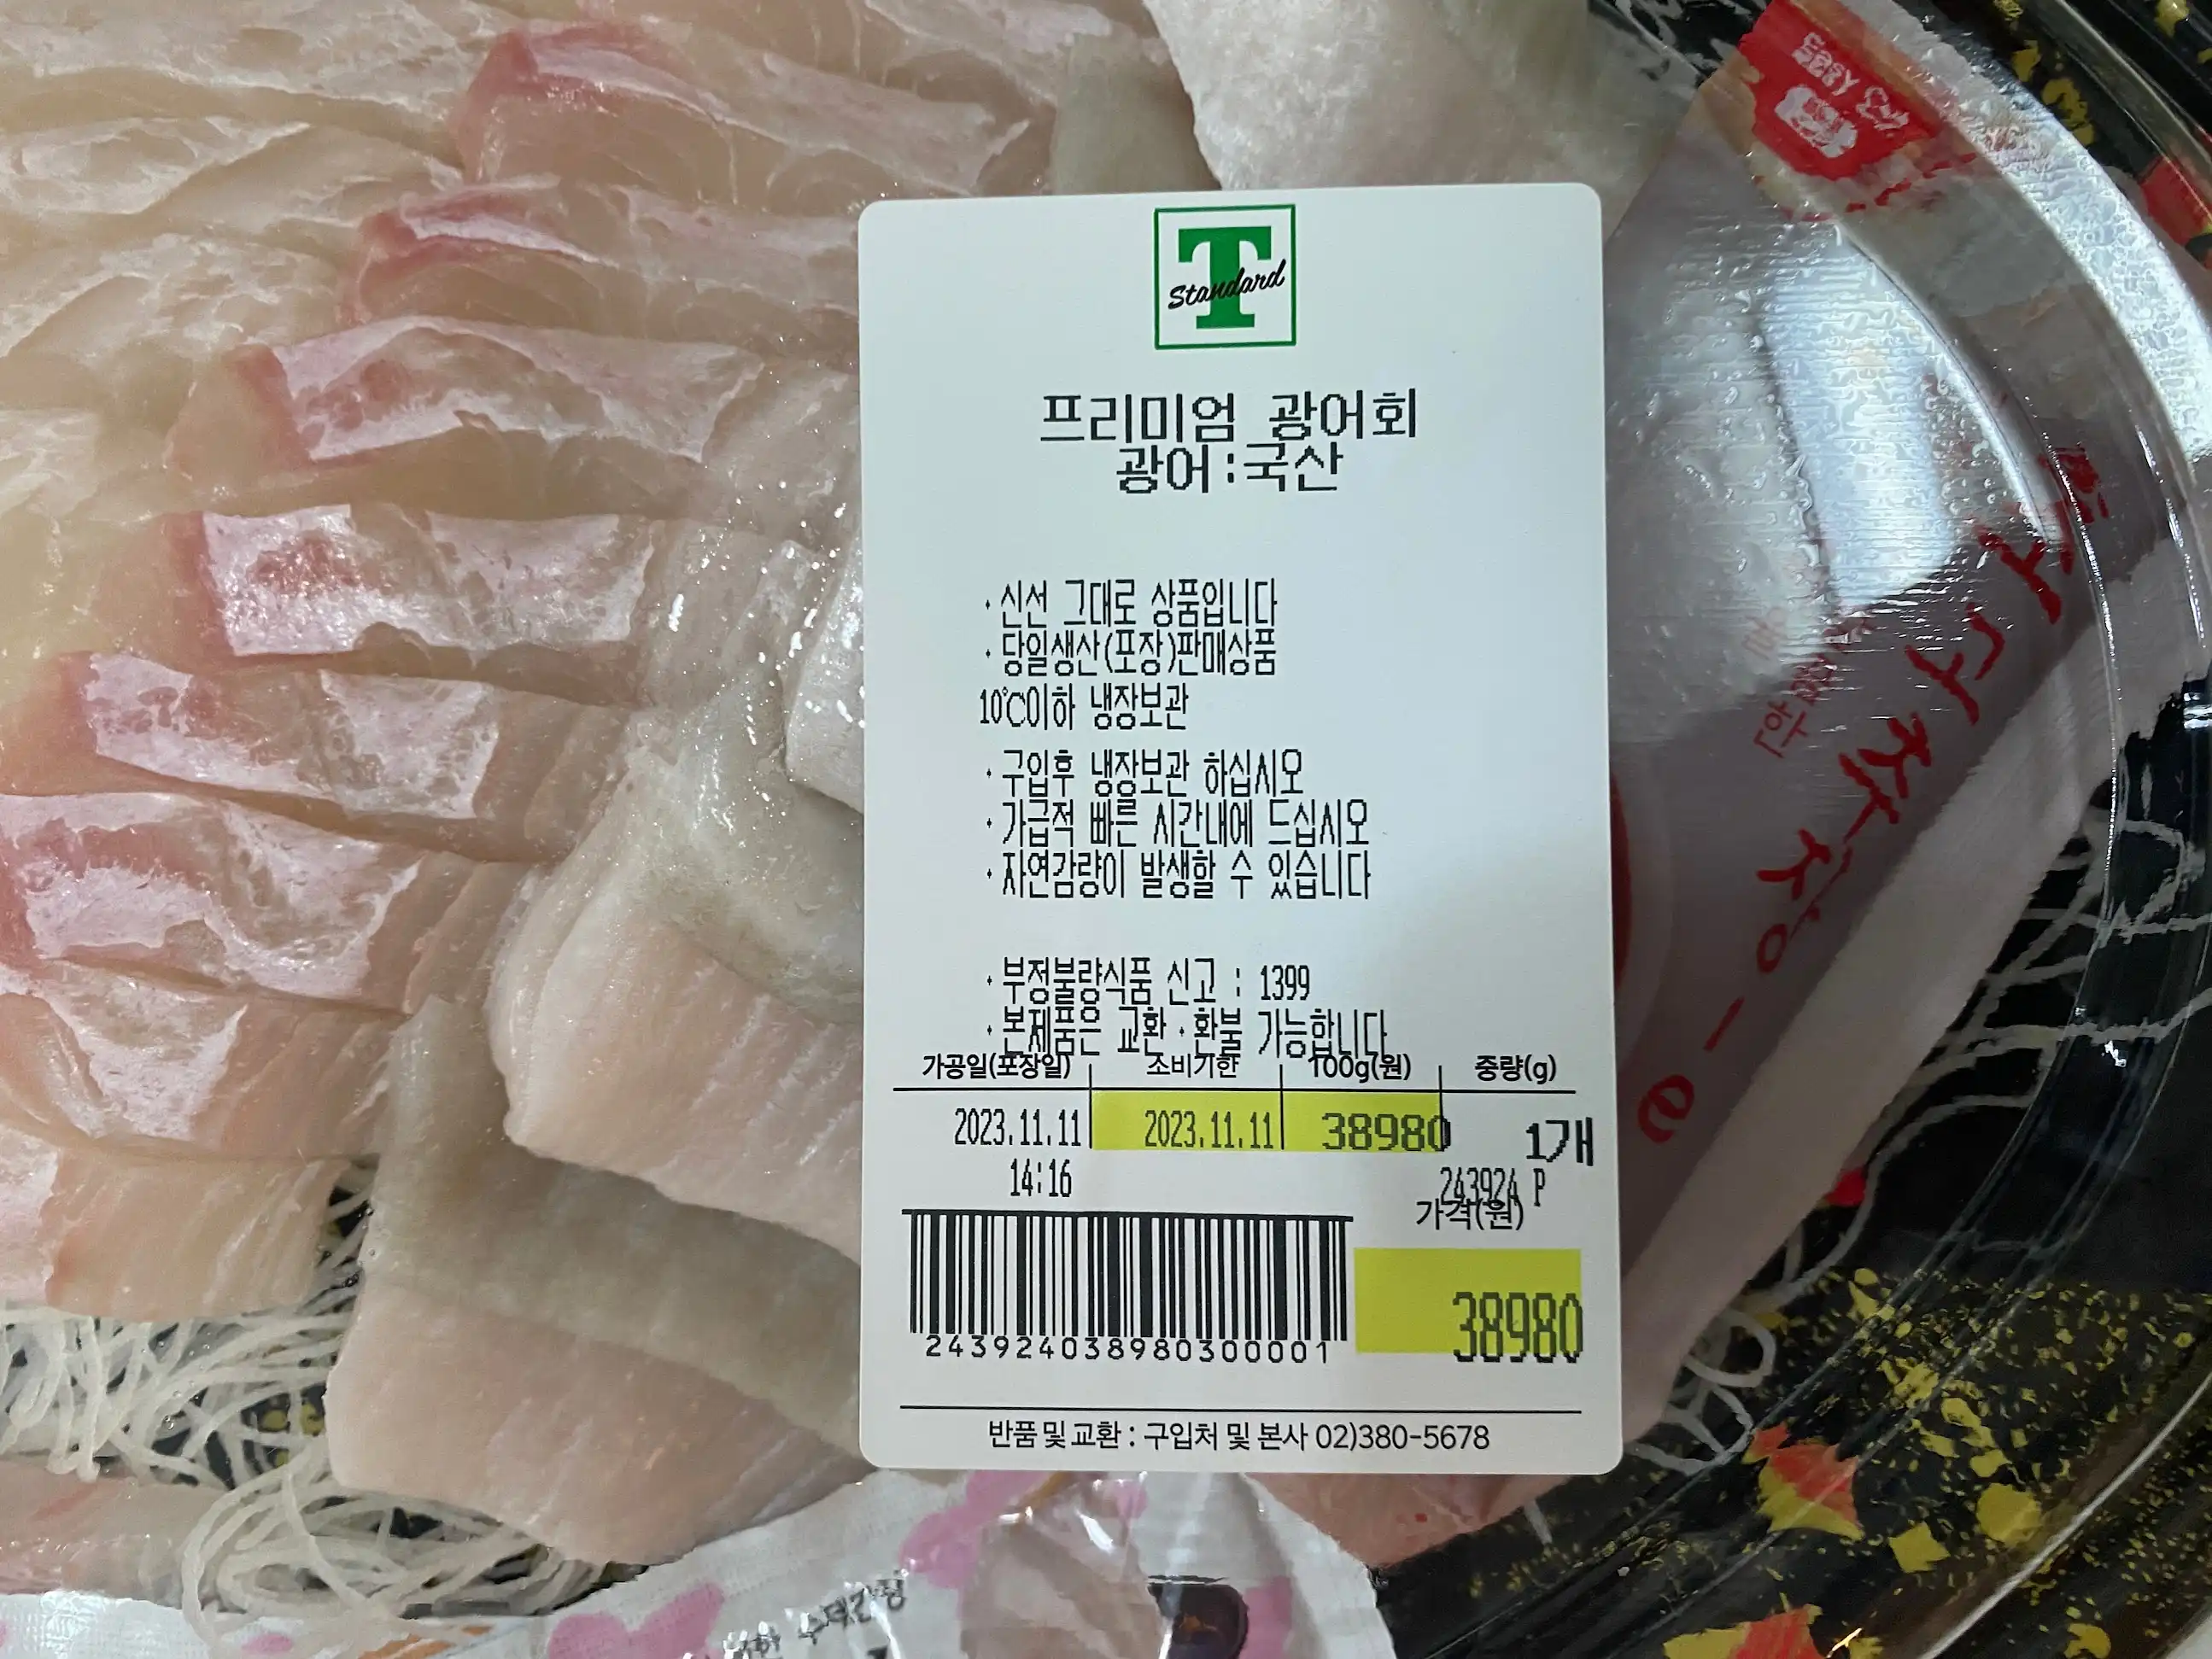 T
Standard
프리미엄 광어회
광어:국산
·신선 그대로 상품입니다
·당일생산(포장)판매상품
10℃이하 냉장보관
·구입후 냉장보관 하십시오
·가급적 빠른 시간내에 드십시오
·자연감량이 발생할 수 있습니다
·부정불량식품 신고 : 1399
·본제품은 교환·환불 가능합니다
가공일(포장일) 소비기한 100g(원) 중량(g)
2023.11.11 2023.11.11 38980 1개
14:16 243924 P
가격(원)
38980
243924038980300001
반품 및 교환 : 구입처 및 본사 02)380-5678
초고추장